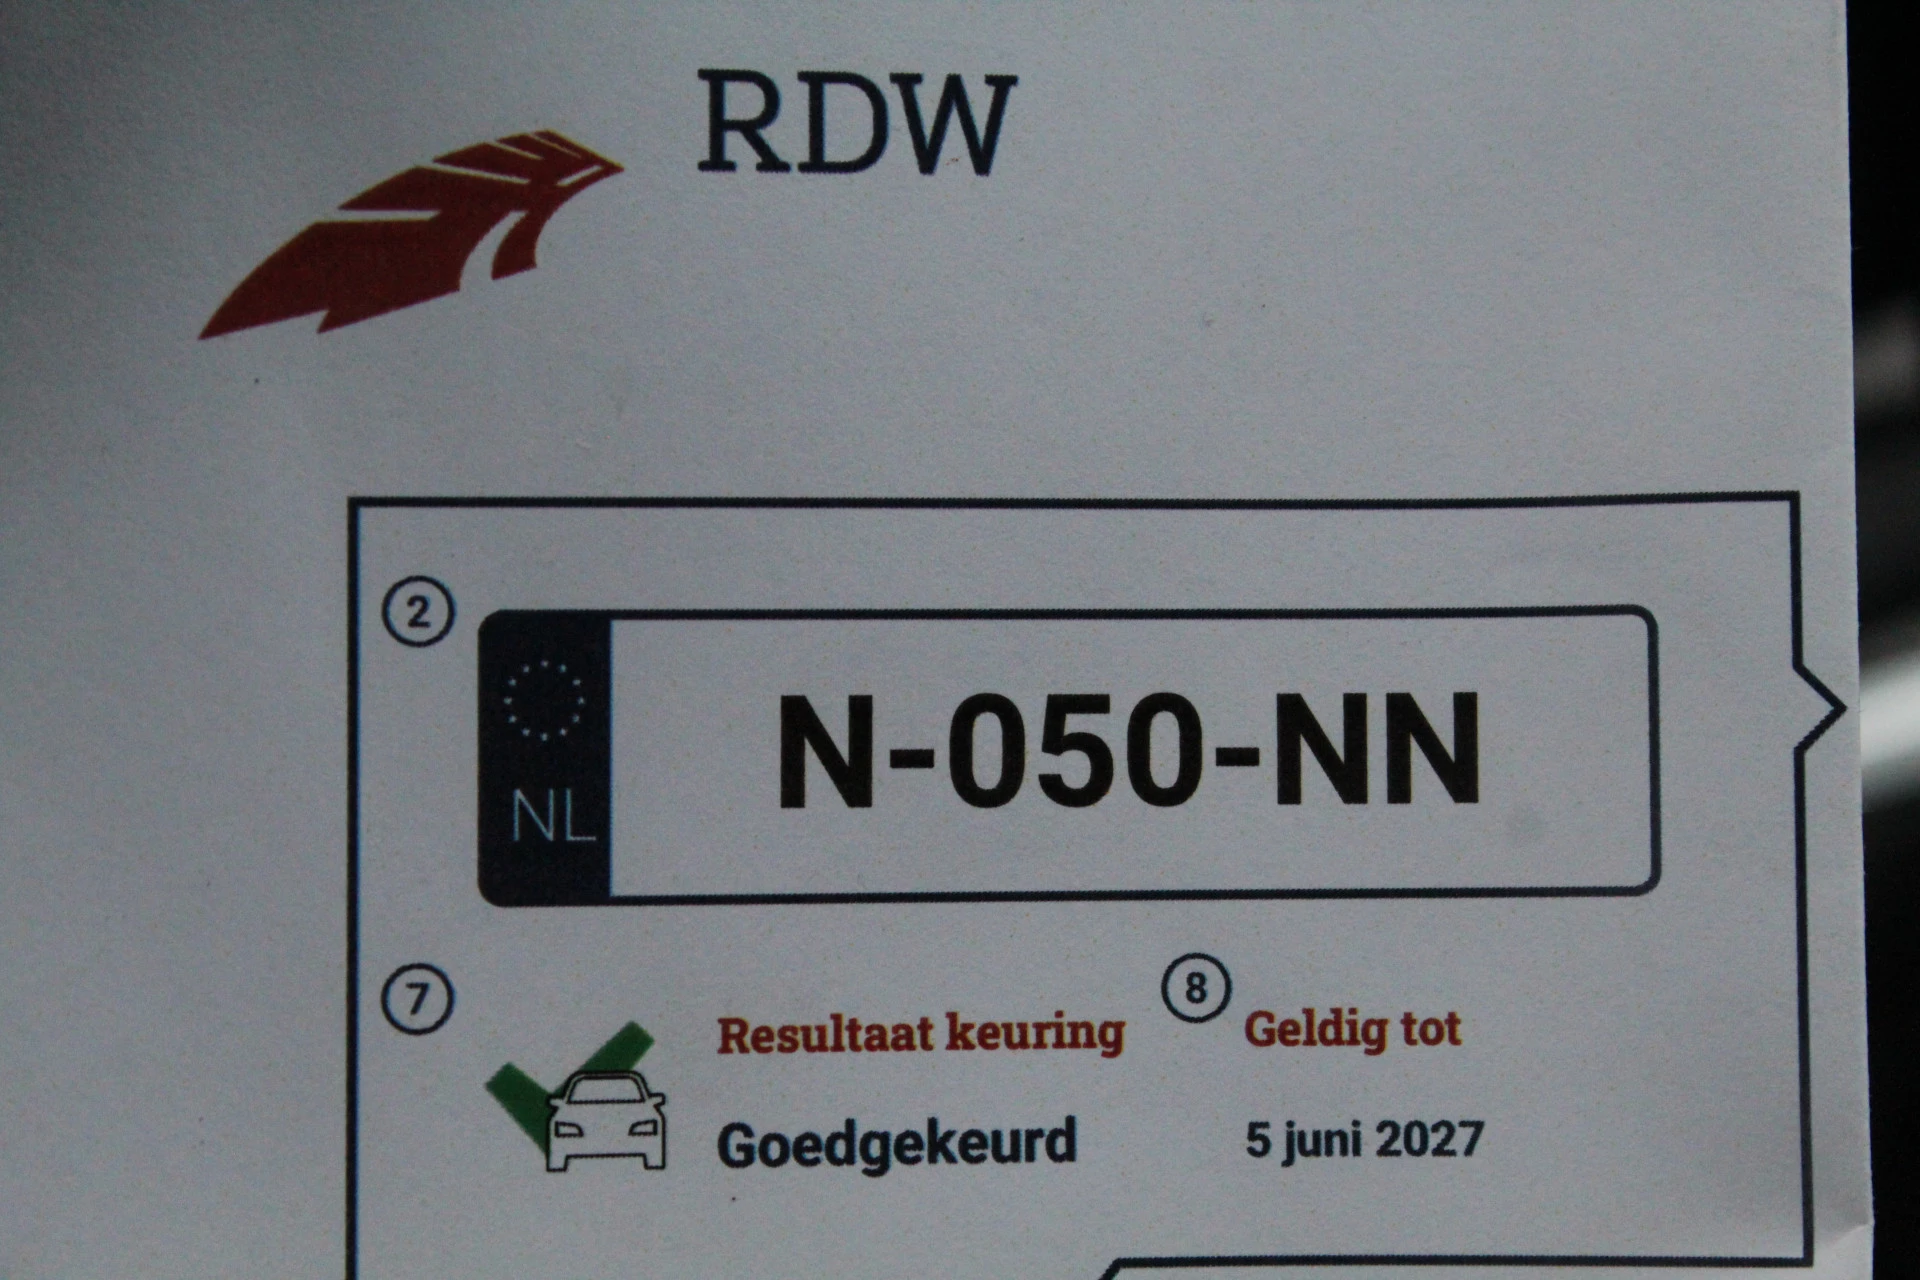 RDW
2
NL
N-050-NN
7
Resultaat keuring
8
Geldig tot
Goedgekeurd
5 juni 2027